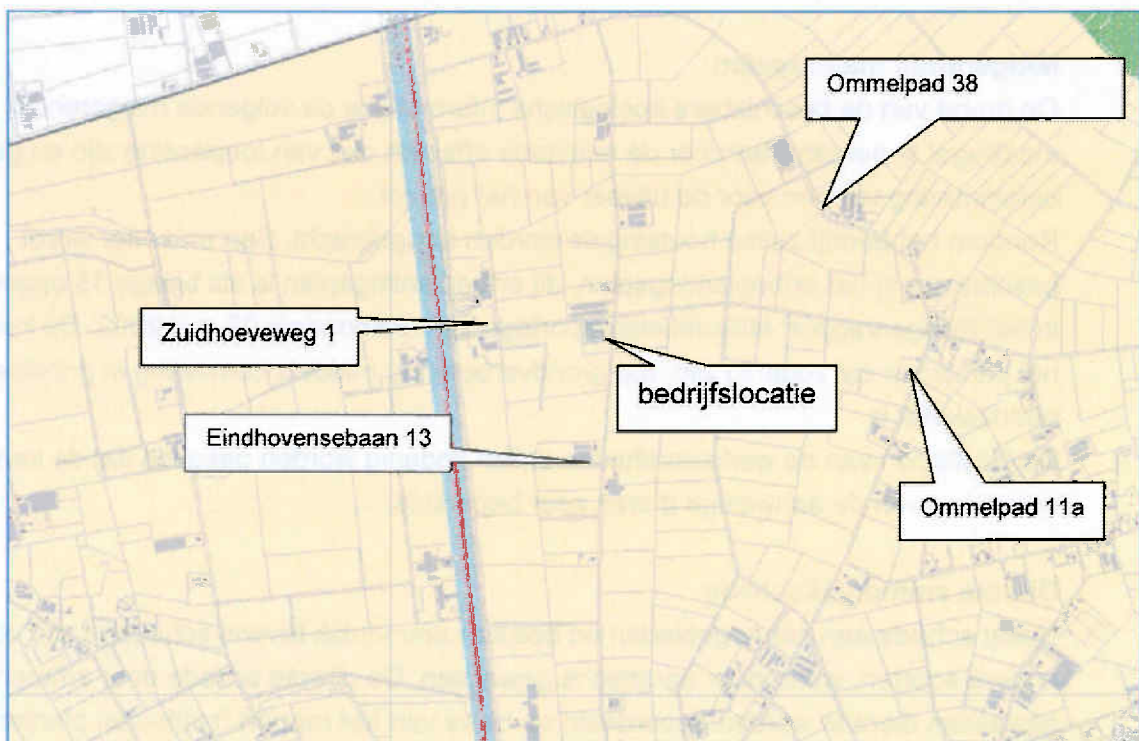 Ommelpad 38
Zuidhoeveweg 1
bedrijfslocatie
Eindhovensebaan 13
Ommelpad 11a